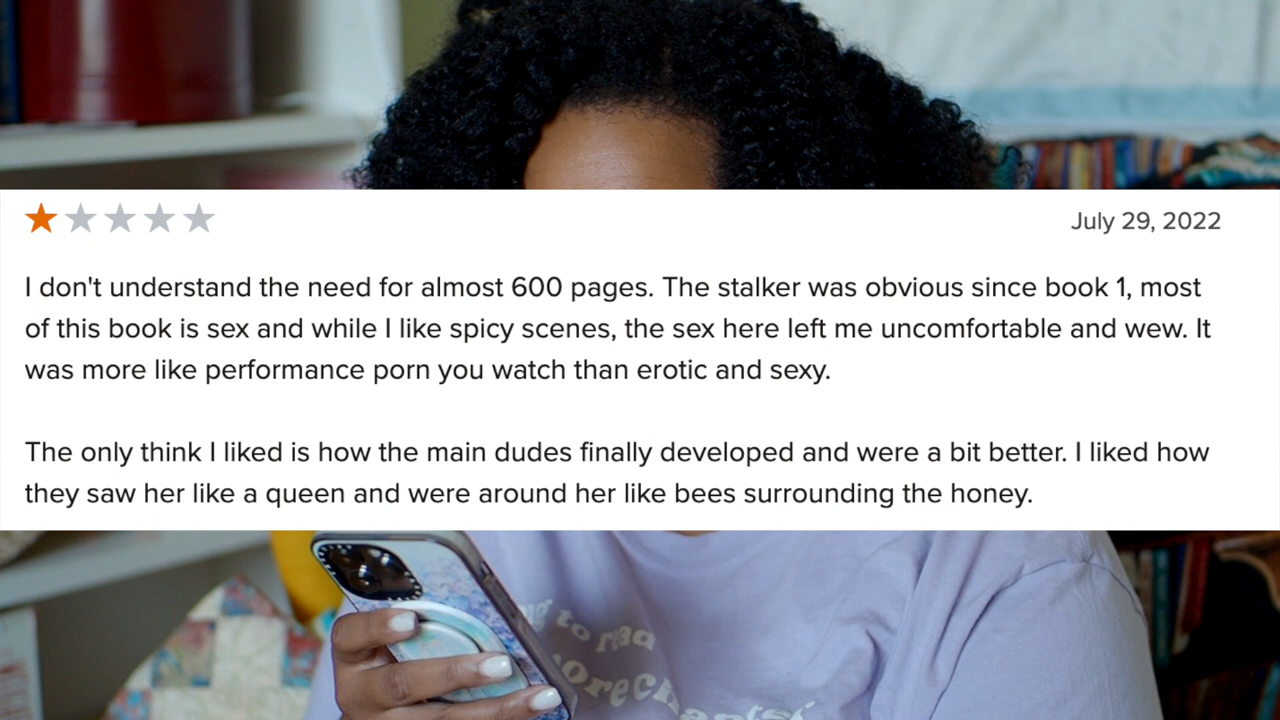 July 29, 2022
I don't understand the need for almost 600 pages. The stalker was obvious since book 1, most
of this book is sex and while I like spicy scenes, the sex here left me uncomfortable and wew. It
was more like performance porn you watch than erotic and sexy.
The only think I liked is how the main dudes finally developed and were a bit better. I liked how
they saw her like a queen and were around her like bees surrounding the honey.
to read